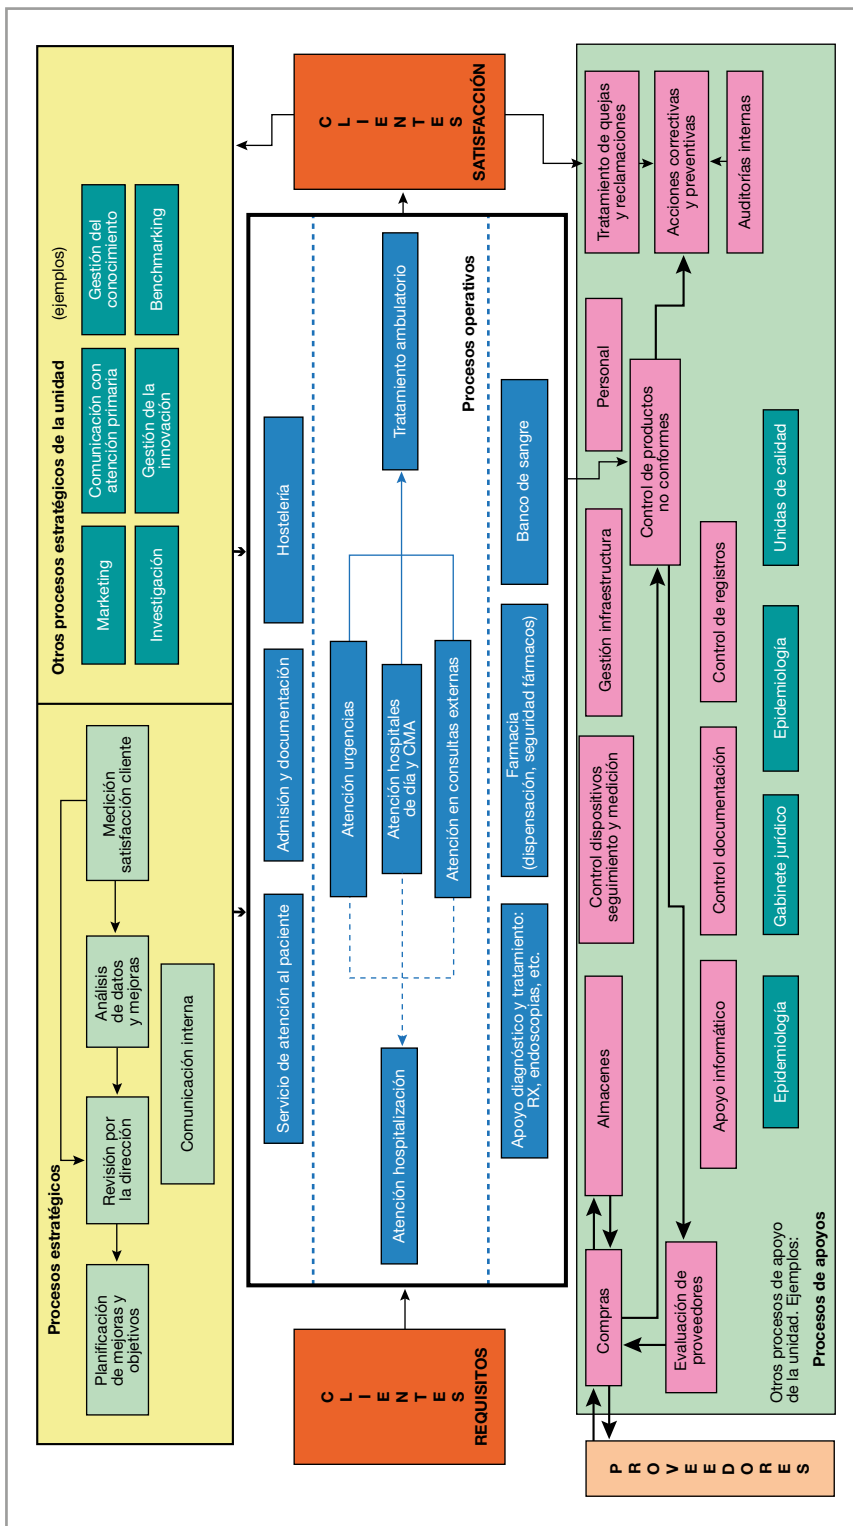 Procesos estratégicos
Planificación
de mejoras y
objetivos
Revisión por
la dirección
Análisis
de datos
y mejoras
Medición
satisfacción cliente
Comunicación interna
Otros procesos estratégicos de la unidad
(ejemplos)
Marketing
Comunicación con
atención primaria
Gestión del
conocimiento
Investigación
Gestión de la
innovación
Benchmarking
CLIENTES
REQUISITOS
Servicio de atención al paciente
Admisión y documentación
Hostelería
Atención hospitalización
Atención urgencias
Atención hospitales
de día y CMA
Atención en consultas externas
Tratamiento ambulatorio
Procesos operativos
Apoyo diagnóstico y tratamiento:
RX, endoscopias, etc.
Farmacia
(dispensación, seguridad fármacos)
Banco de sangre
CLIENTES
SATISFACCIÓN
PROVEEDORES
Compras
Almacenes
Control dispositivos
seguimiento y medición
Gestión infraestructura
Personal
Tratamiento de quejas
y reclamaciones
Evaluación de
proveedores
Control de productos
no conformes
Acciones correctivas
y preventivas
Apoyo informático
Control documentación
Control de registros
Auditorías internas
Otros procesos de apoyo
de la unidad. Ejemplos:
Epidemiología
Gabinete jurídico
Epidemiología
Unidas de calidad
Procesos de apoyos